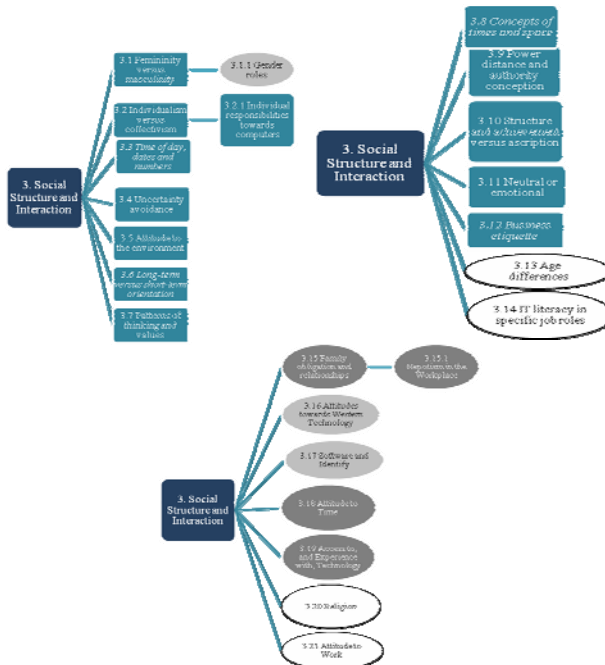 3. Social
Structure and
Interaction
3.1 Femininity
versus
masculinity
3.1.1 Gender
roles
3.2 Individualism
versus
collectivism
3.2.1 Individual
responsibilities
towards
computers
3.3 Time of day,
dates and
numbers
3.4 Uncertainty
avoidance
3.5 Attitude to
the environment
3.6 Long-term
versus short-term
orientation
3.7 Patterns of
thinking and
values
3. Social
Structure and
Interaction
3.8 Concepts of
times and space
3.9 Power
distance and
authority
conception
3.10 Structure
and achievement
versus ascription
3.11 Neutral or
emotional
3.12 Business
etiquette
3.13 Age
differences
3.14 IT literacy in
specific job roles
3. Social
Structure and
Interaction
3.15 Family
obligation and
relationships
3.15.1
Nepotism in the
Workplace
3.16 Attitudes
towards Western
Technology
3.17 Software and
Identify
3.18 Attitude to
Time
3.19 Access to,
and Experience
with, Technology
3.20 Religion
3.21 Attitude to
Work